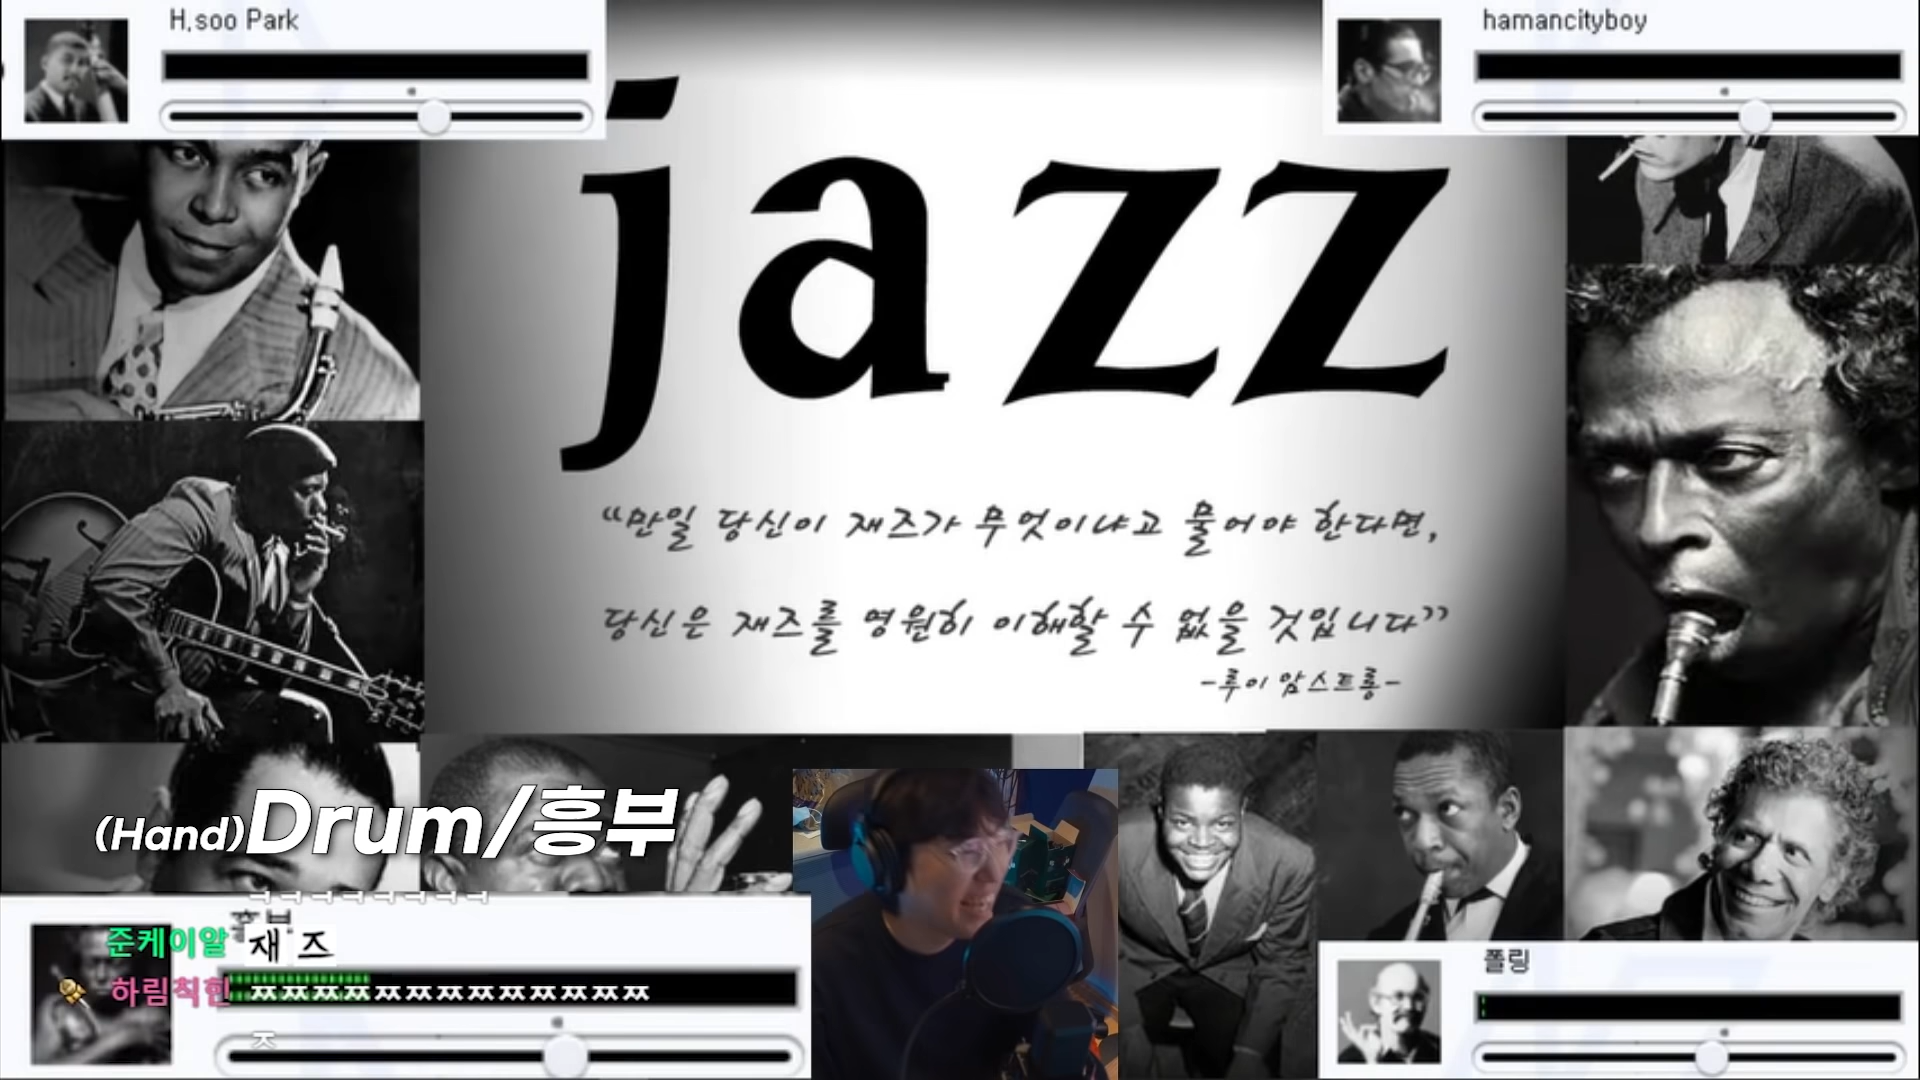 H.soo Park
hamancityboy
jazz
“만일 당신이 재즈가 무엇이냐고 물어야 한다면,
당신은 재즈를 영원히 이해할 수 없을 것입니다”
-루이 암스트롱-
(Hand)Drum/흥부
준케이알 재 즈
하림칙힌 ㅉㅉㅉㅉㅉㅉㅉㅉㅉㅉㅉㅉㅉ
ㅈ
쫄링